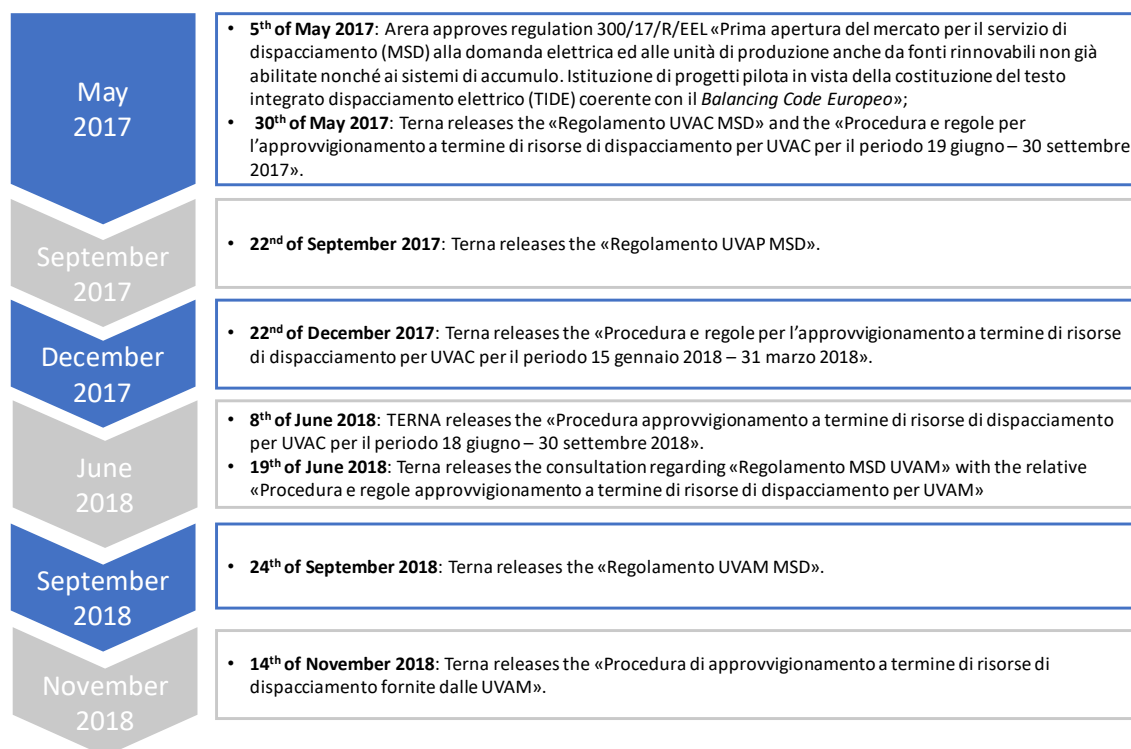 May
2017
• 5th of May 2017: Arera approves regulation 300/17/R/EEL «Prima apertura del mercato per il servizio di
dispacciamento (MSD) alla domanda elettrica ed alle unità di produzione anche da fonti rinnovabili non già
abilitate nonché ai sistemi di accumulo. Istituzione di progetti pilota in vista della costituzione del testo
integrato dispacciamento elettrico (TIDE) coerente con il Balancing Code Europeo»;
• 30th of May 2017: Terna releases the «Regolamento UVAC MSD» and the «Procedura e regole per
l’approvvigionamento a termine di risorse di dispacciamento per UVAC per il periodo 19 giugno – 30 settembre
2017».
September
2017
• 22nd of September 2017: Terna releases the «Regolamento UVAP MSD».
December
2017
• 22nd of December 2017: Terna releases the «Procedura e regole per l’approvvigionamento a termine di risorse
di dispacciamento per UVAC per il periodo 15 gennaio 2018 – 31 marzo 2018».
June
2018
• 8th of June 2018: TERNA releases the «Procedura approvvigionamento a termine di risorse di dispacciamento
per UVAC per il periodo 18 giugno – 30 settembre 2018».
• 19th of June 2018: Terna releases the consultation regarding «Regolamento MSD UVAM» with the relative
«Procedura e regole approvvigionamento a termine di risorse di dispacciamento per UVAM»
September
2018
• 24th of September 2018: Terna releases the «Regolamento UVAM MSD».
November
2018
• 14th of November 2018: Terna releases the «Procedura di approvvigionamento a termine di risorse di
dispacciamento fornite dalle UVAM».